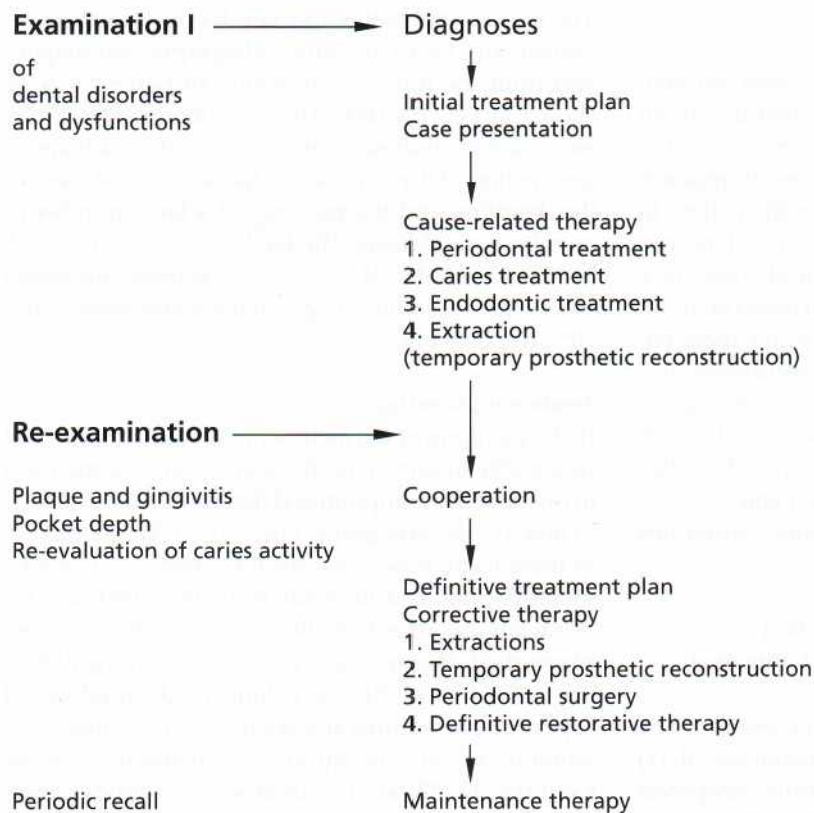 Examination I
of
dental disorders
and dysfunctions
Diagnoses
Initial treatment plan
Case presentation
Cause-related therapy
1. Periodontal treatment
2. Caries treatment
3. Endodontic treatment
4. Extraction
(temporary prosthetic reconstruction)
Re-examination
Plaque and gingivitis
Pocket depth
Re-evaluation of caries activity
Cooperation
Definitive treatment plan
Corrective therapy
1. Extractions
2. Temporary prosthetic reconstruction
3. Periodontal surgery
4. Definitive restorative therapy
Periodic recall
Maintenance therapy